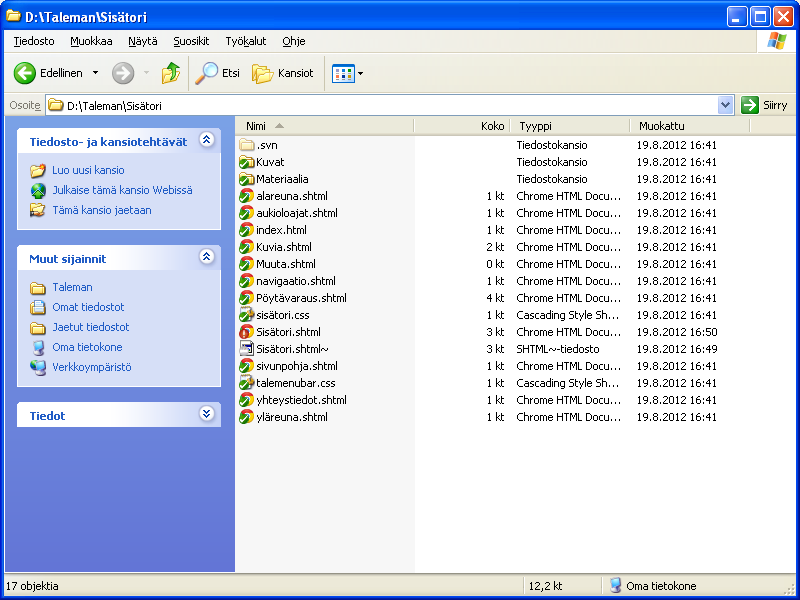 D:\Taleman\Sisätori
Tiedosto Muokkaa Näytä Suosikit Työkalut Ohje
Edellinen Etsi Kansiot
Osoite D:\Taleman\Sisätori Siirry
Tiedosto- ja kansiotehtävät
Luo uusi kansio
Julkaise tämä kansio Webissä
Tämä kansio jaetaan
Muut sijainnit
Taleman
Omat tiedostot
Jaetut tiedostot
Oma tietokone
Verkkoympäristö
Tiedot
Nimi Koko Tyyppi Muokattu
.svn Tiedostokansio 19.8.2012 16:41
Kuvat Tiedostokansio 19.8.2012 16:41
Materiaalia Tiedostokansio 19.8.2012 16:41
alareuna.shtml 1 kt Chrome HTML Docu... 19.8.2012 16:41
aukioloajat.shtml 1 kt Chrome HTML Docu... 19.8.2012 16:41
index.html 1 kt Chrome HTML Docu... 19.8.2012 16:41
Kuvia.shtml 2 kt Chrome HTML Docu... 19.8.2012 16:41
Muuta.shtml 0 kt Chrome HTML Docu... 19.8.2012 16:41
navigaatio.shtml 1 kt Chrome HTML Docu... 19.8.2012 16:41
Pöytävaraus.shtml 4 kt Chrome HTML Docu... 19.8.2012 16:41
sisätori.css 1 kt Cascading Style Sh... 19.8.2012 16:41
Sisätori.shtml 3 kt Chrome HTML Docu... 19.8.2012 16:50
Sisätori.shtml~ 3 kt SHTML~-tiedosto 19.8.2012 16:49
sivunpohja.shtml 1 kt Chrome HTML Docu... 19.8.2012 16:41
talemenubar.css 1 kt Cascading Style Sh... 19.8.2012 16:41
yhteystiedot.shtml 1 kt Chrome HTML Docu... 19.8.2012 16:41
yläreuna.shtml 1 kt Chrome HTML Docu... 19.8.2012 16:41
17 objektia 12,2 kt Oma tietokone